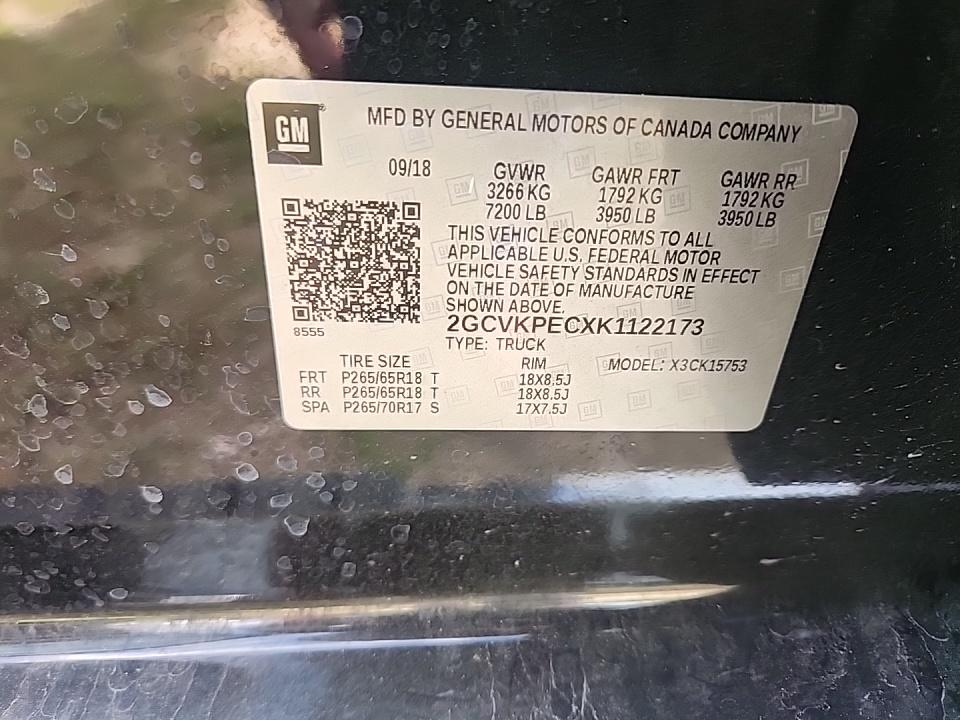 GM
MFD BY GENERAL MOTORS OF CANADA COMPANY
09/18
GVWR GAWR FRT GAWR RR
3266 KG 1792 KG 1792 KG
7200 LB 3950 LB 3950 LB
THIS VEHICLE CONFORMS TO ALL
APPLICABLE U.S. FEDERAL MOTOR
VEHICLE SAFETY STANDARDS IN EFFECT
ON THE DATE OF MANUFACTURE
SHOWN ABOVE.
8555
2GCVKPECXK1122173
TYPE: TRUCK
TIRE SIZE RIM MODEL: X3CK15753
FRT P265/65R18 T 18X8.5J
RR P265/65R18 T 18X8.5J
SPA P265/70R17 S 17X7.5J